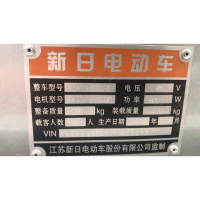 新日电动车
整车型号 电压 V
电机型号 功率 W
整备质量 kg 装载质量 kg
载客人数 人 生产日期 年 月
VIN
江苏新日电动车股份有限公司监制